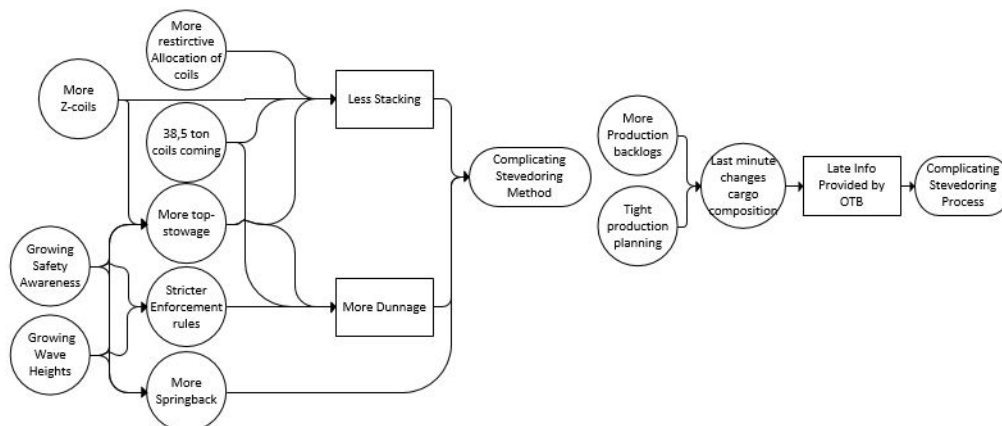 More
restirctive
Allocation of
coils
More
Z-coils
Less Stacking
38,5 ton
coils coming
More top-
stowage
Growing
Safety
Awareness
Stricter
Enforcement
rules
More Dunnage
Growing
Wave
Heights
More
Springback
Complicating
Stevedoring
Method
More
Production
backlogs
Tight
production
planning
Last minute
changes
cargo
composition
Late Info
Provided by
OTB
Complicating
Stevedoring
Process